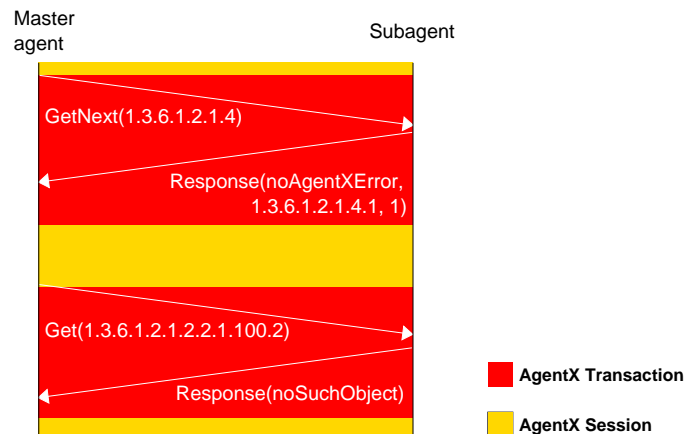 Master
agent
Subagent
GetNext(1.3.6.1.2.1.4)
Response(noAgentXError,
1.3.6.1.2.1.4.1, 1)
Get(1.3.6.1.2.1.2.2.1.100.2)
Response(noSuchObject)
AgentX Transaction
AgentX Session